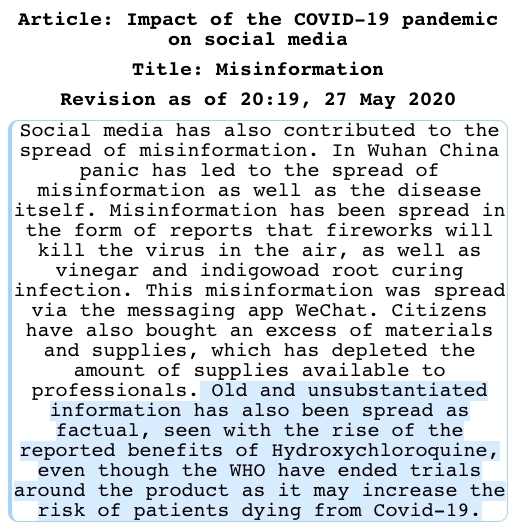 Article: Impact of the COVID-19 pandemic
on social media
Title: Misinformation
Revision as of 20:19, 27 May 2020
Social media has also contributed to the
spread of misinformation. In Wuhan China
panic has led to the spread of
misinformation as well as the disease
itself. Misinformation has been spread in
the form of reports that fireworks will
kill the virus in the air, as well as
vinegar and indigowoad root curing
infection. This misinformation was spread
via the messaging app WeChat. Citizens
have also bought an excess of materials
and supplies, which has depleted the
amount of supplies available to
professionals. Old and unsubstantiated
information has also been spread as
factual, seen with the rise of the
reported benefits of Hydroxychloroquine,
even though the WHO have ended trials
around the product as it may increase the
risk of patients dying from Covid-19.